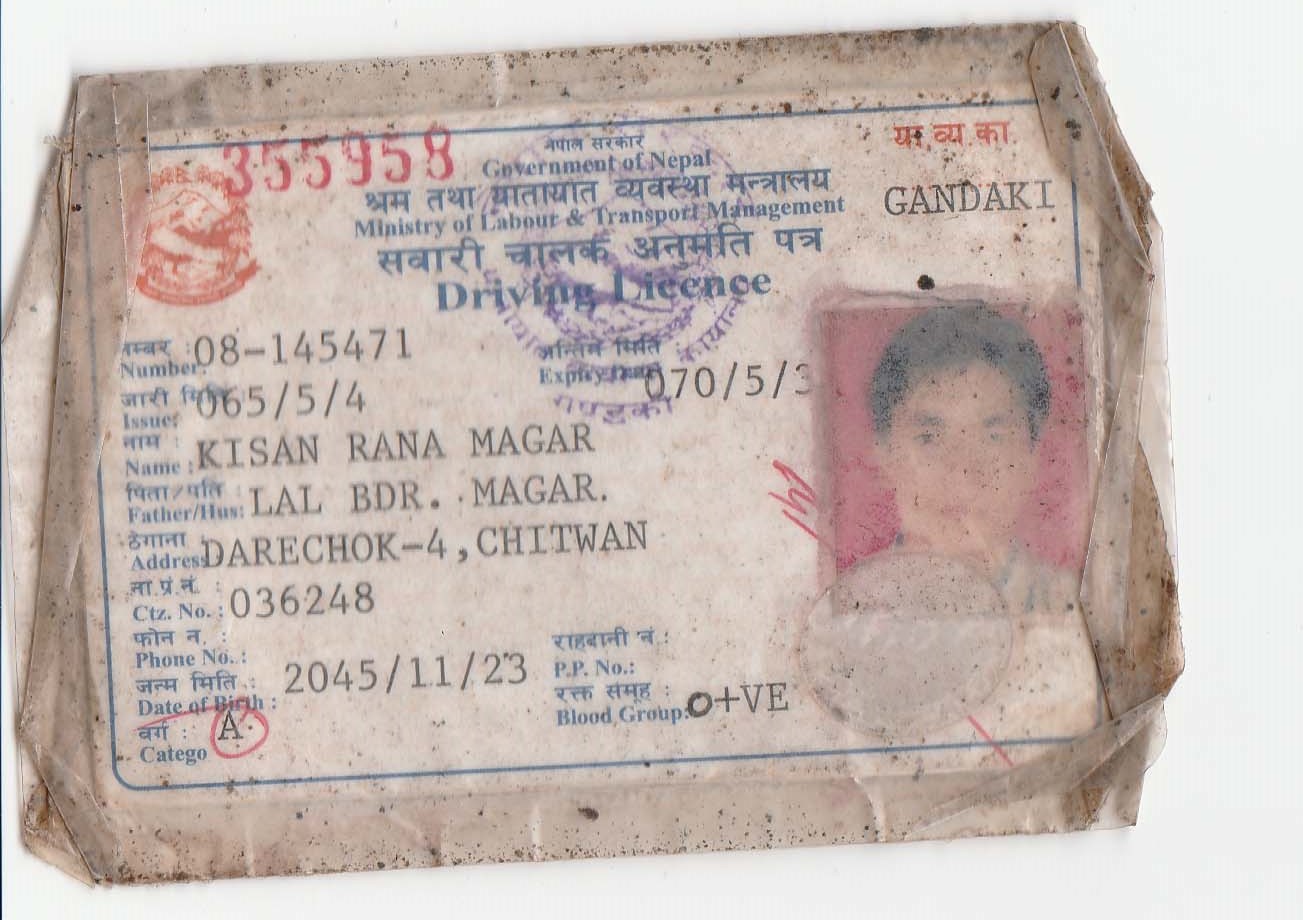 355958
नेपाल सरकार
Government of Nepal
श्रम तथा यातायात व्यवस्था मन्त्रालय
Ministry of Labour & Transport Management
सवारी चालक अनुमति पत्र
Driving Licence
या.व्य.का.
GANDAKI
नम्बर :
Number: 08-145471
अन्तिम मिति
Expiry 070/5/3
जारी मिति
Issue: 065/5/4
नाम :
Name : KISAN RANA MAGAR
पिता/पति :
Father/Hus: LAL BDR. MAGAR.
ठेगाना
Address DARECHOK-4,CHITWAN
ना.प्र.नं. :
Ctz. No. : 036248
फोन न. :
Phone No.:
राहदानी नं. :
P.P. No.:
जन्म मिति :
Date of Birth : 2045/11/23
रक्त समूह :
Blood Group: O+VE
वर्ग : A
Catego